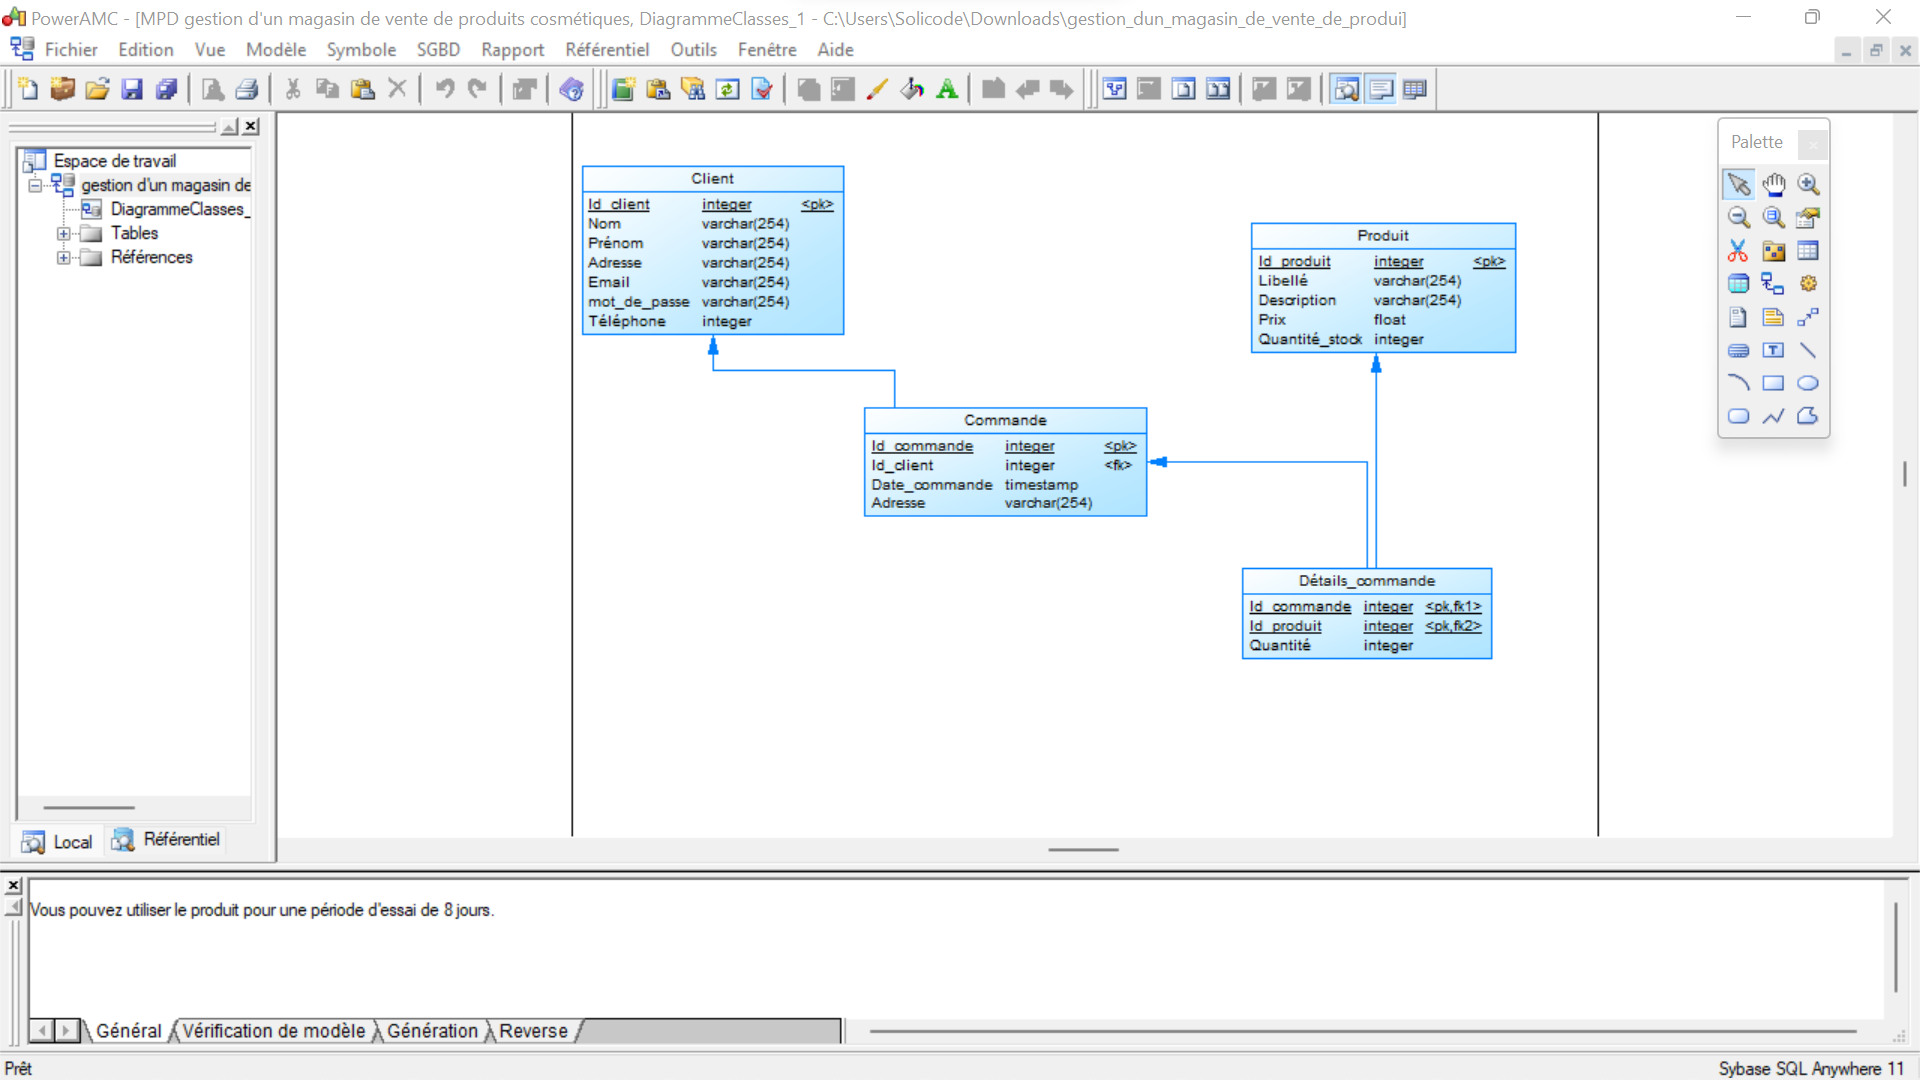 PowerAMC - [MPD gestion d'un magasin de vente de produits cosmétiques, DiagrammeClasses_1 - C:\Users\Solicode\Downloads\gestion_dun_magasin_de_vente_de_produi]
Fichier Edition Vue Modèle Symbole SGBD Rapport Référentiel Outils Fenêtre Aide
Espace de travail
gestion d'un magasin de
DiagrammeClasses_
Tables
Références
Local Référentiel
Client
Id_client integer <pk>
Nom varchar(254)
Prénom varchar(254)
Adresse varchar(254)
Email varchar(254)
mot_de_passe varchar(254)
Téléphone integer
Produit
Id_produit integer <pk>
Libellé varchar(254)
Description varchar(254)
Prix float
Quantité_stock integer
Commande
Id_commande integer <pk>
Id_client integer <fk>
Date_commande timestamp
Adresse varchar(254)
Détails_commande
Id_commande integer <pk,fk1>
Id_produit integer <pk,fk2>
Quantité integer
Palette
Vous pouvez utiliser le produit pour une période d'essai de 8 jours.
Général Vérification de modèle Génération Reverse
Prêt
Sybase SQL Anywhere 11